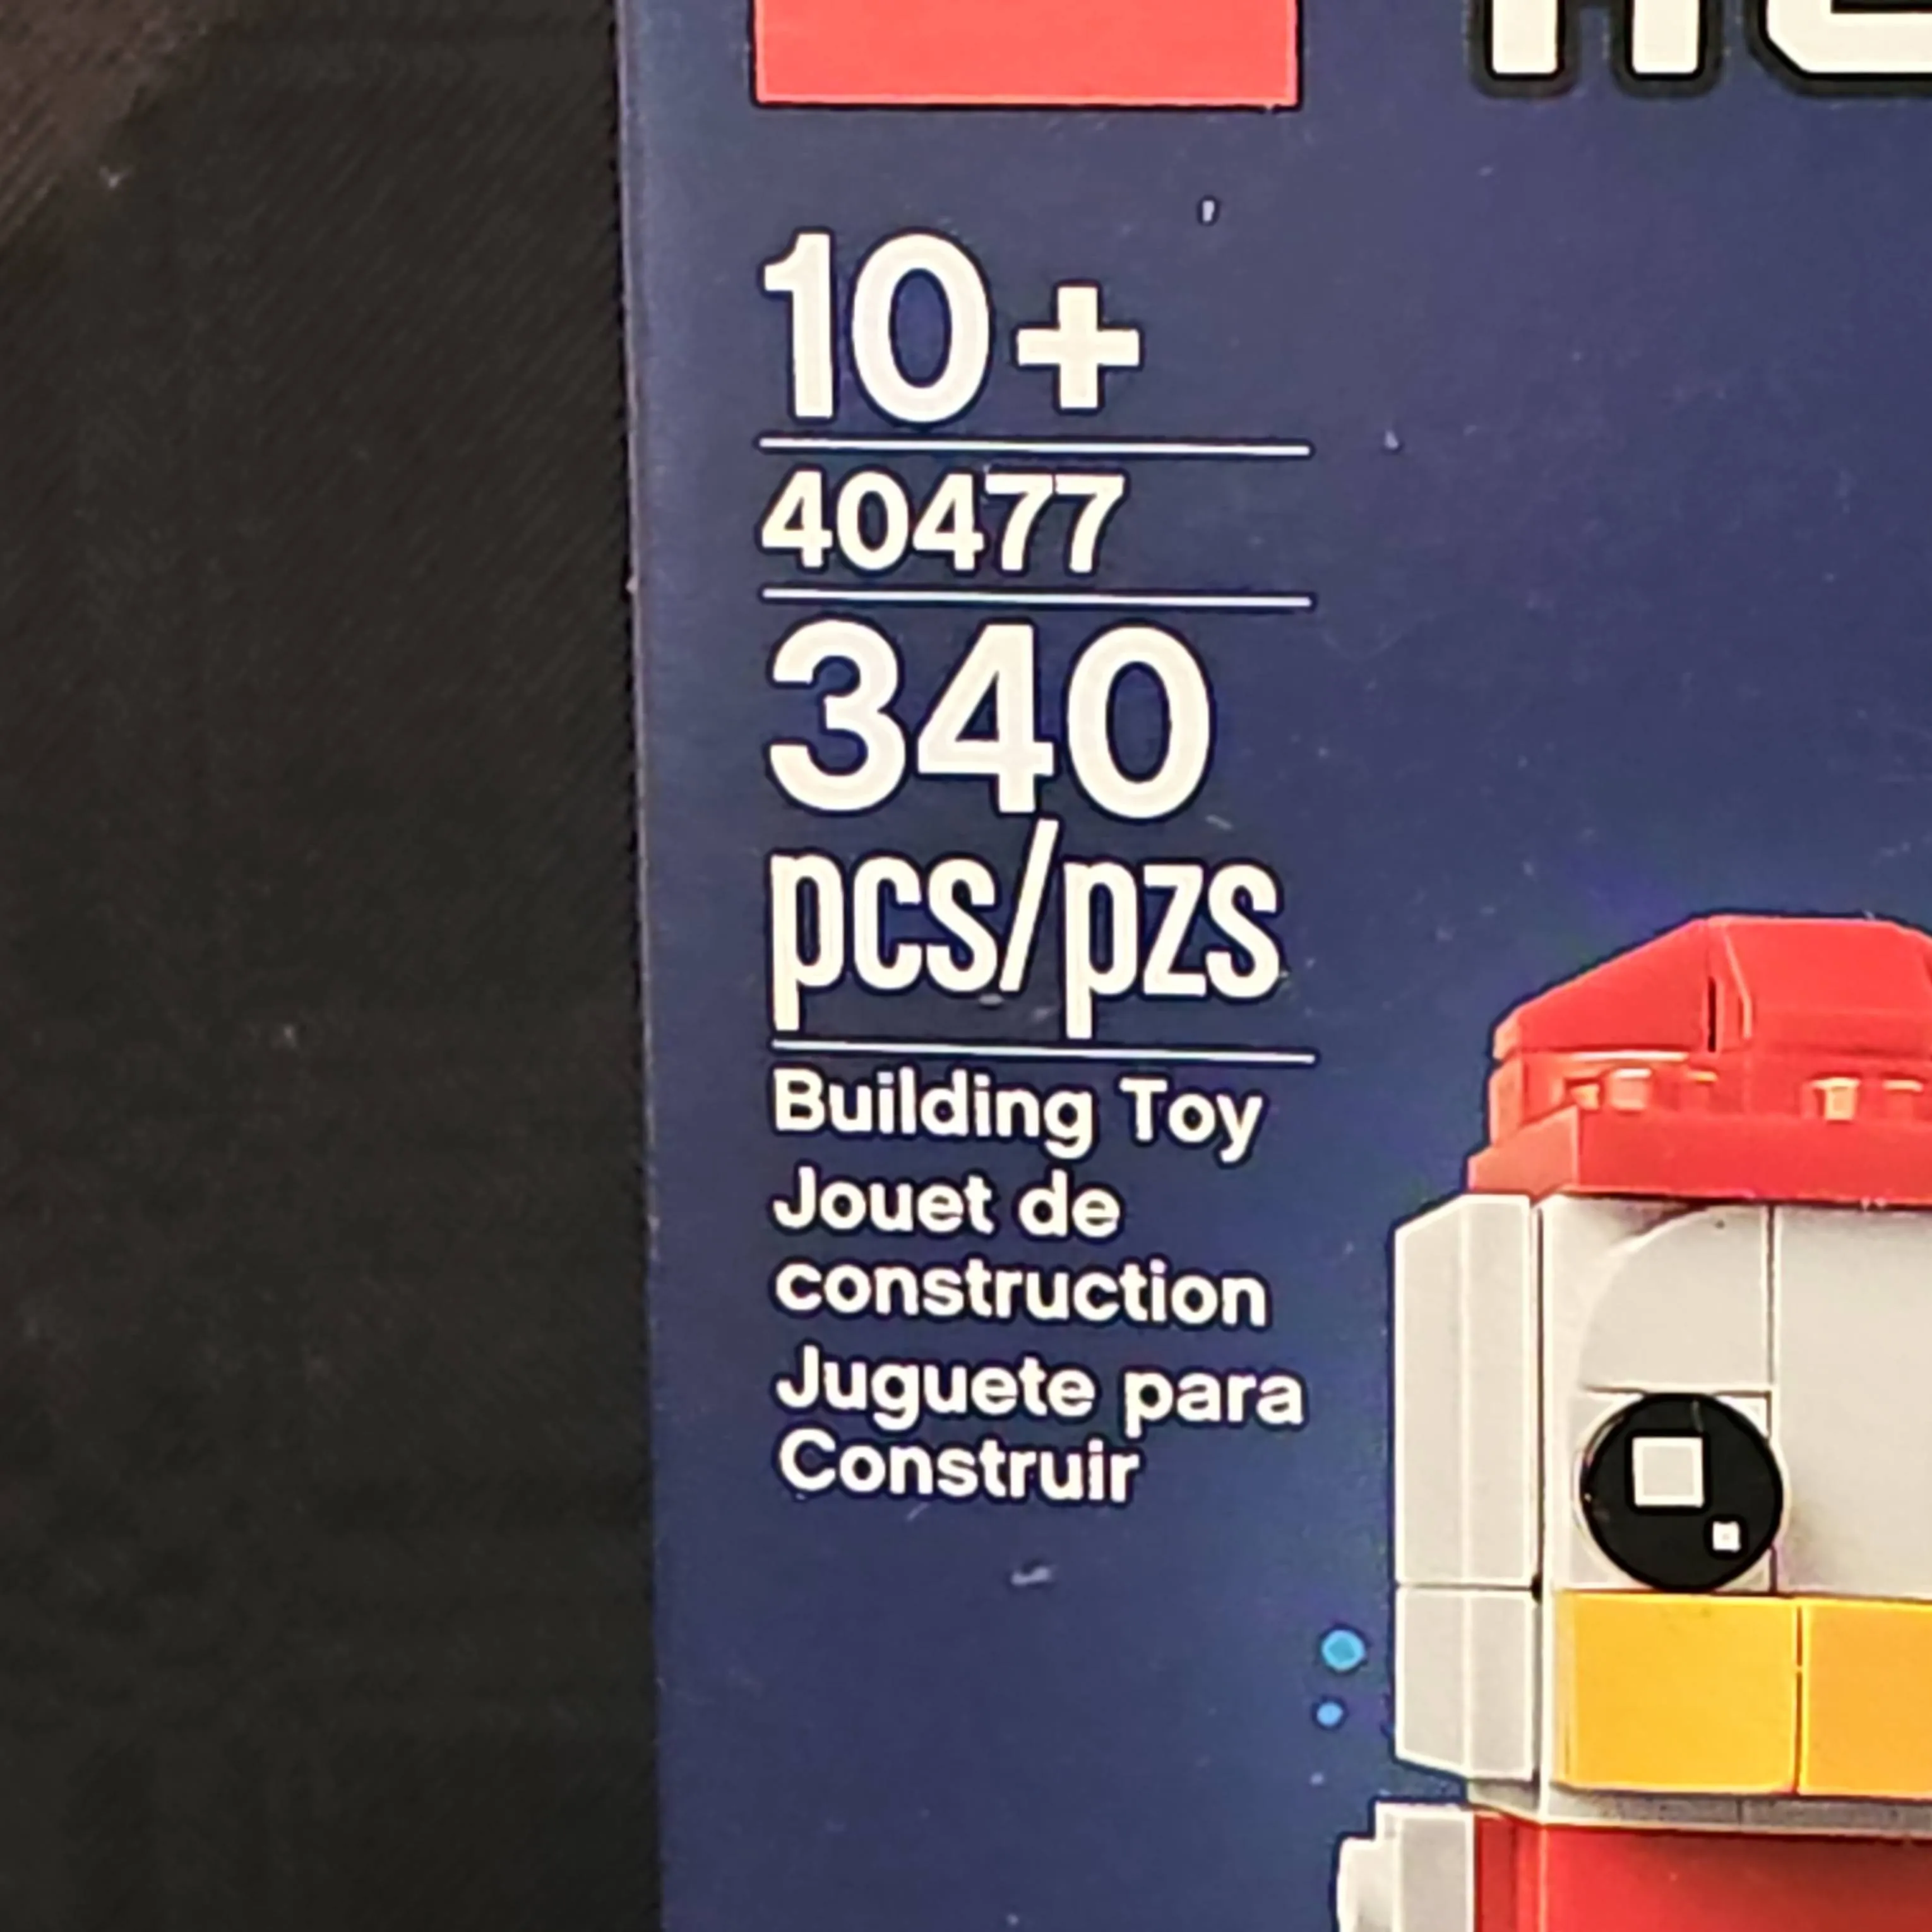 10+
40477
340
pcs/pzs
Building Toy
Jouet de
construction
Juguete para
Construir